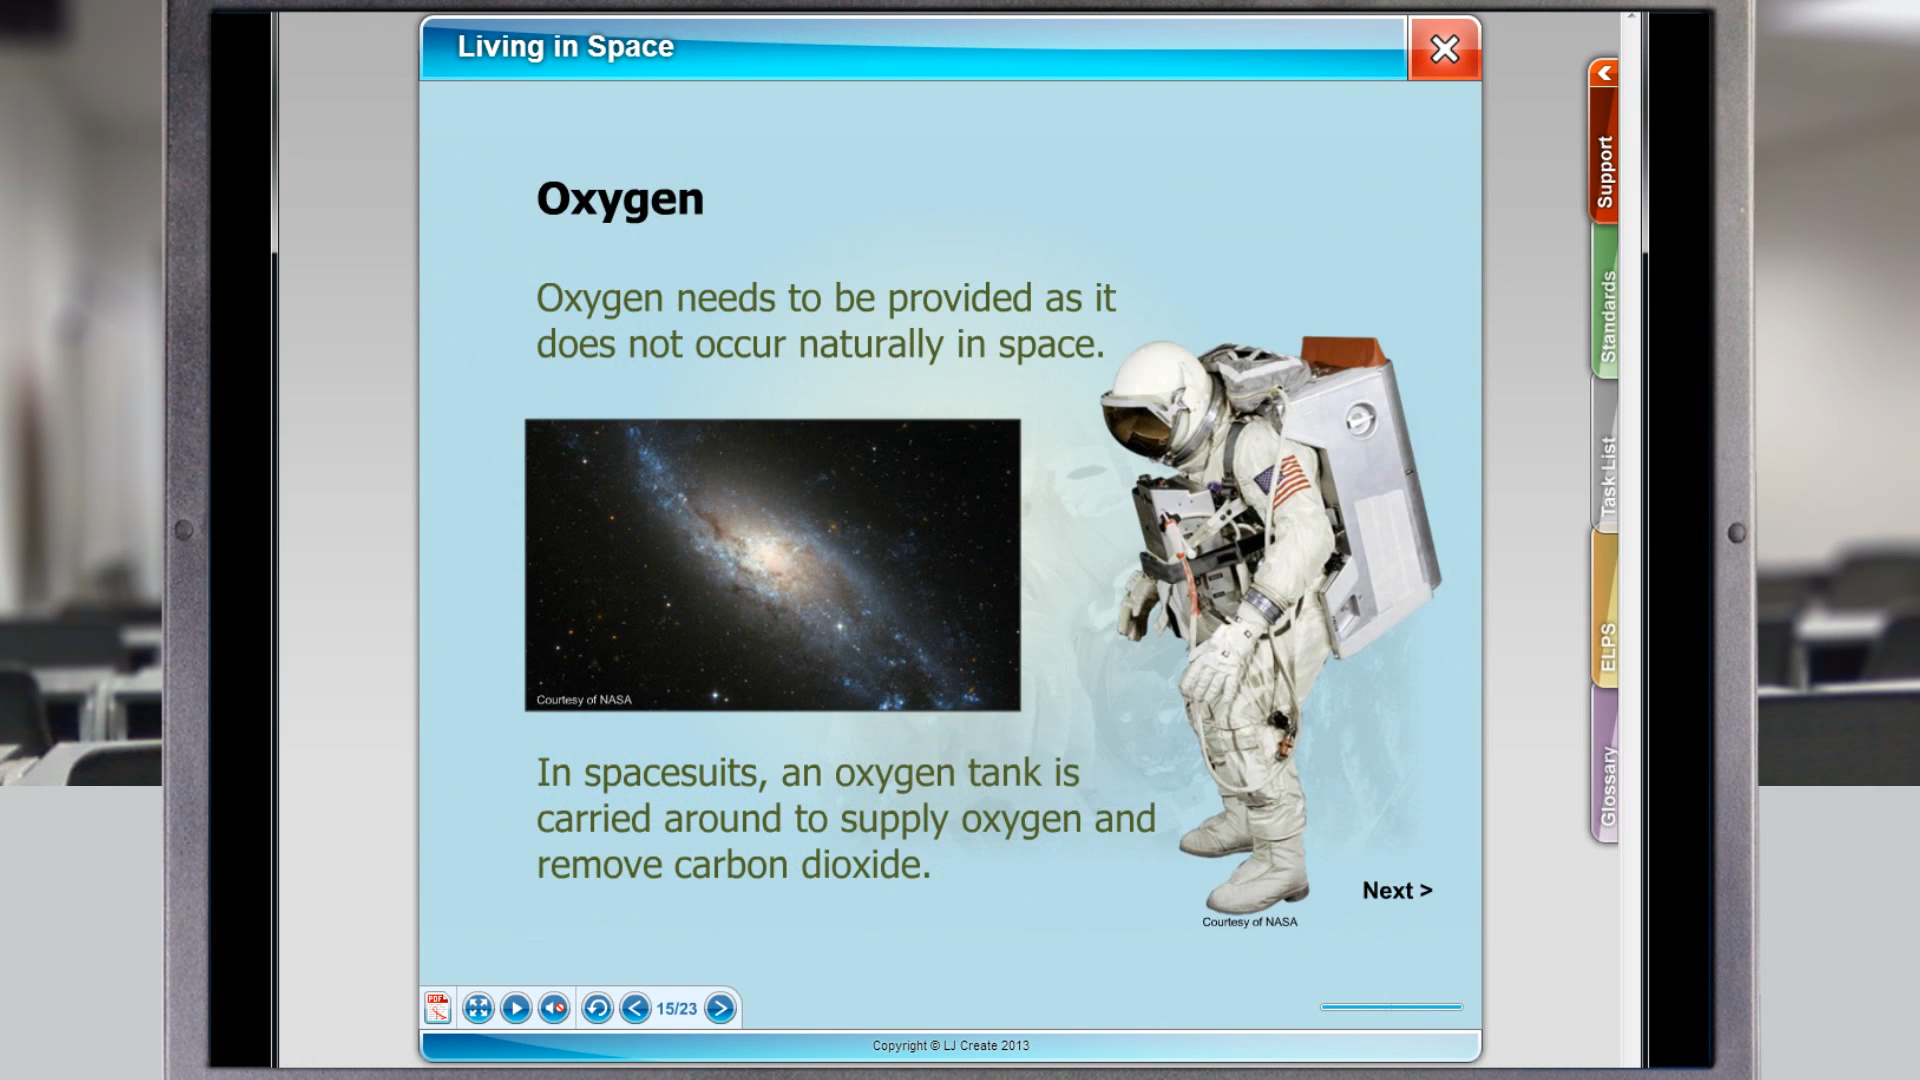 Living in Space
Oxygen
Oxygen needs to be provided as it
does not occur naturally in space.
Courtesy of NASA
In spacesuits, an oxygen tank is
carried around to supply oxygen and
remove carbon dioxide.
Next >
Courtesy of NASA
PDF
15/23
Copyright © LJ Create 2013
Support
Standards
Task List
ELPS
Glossary